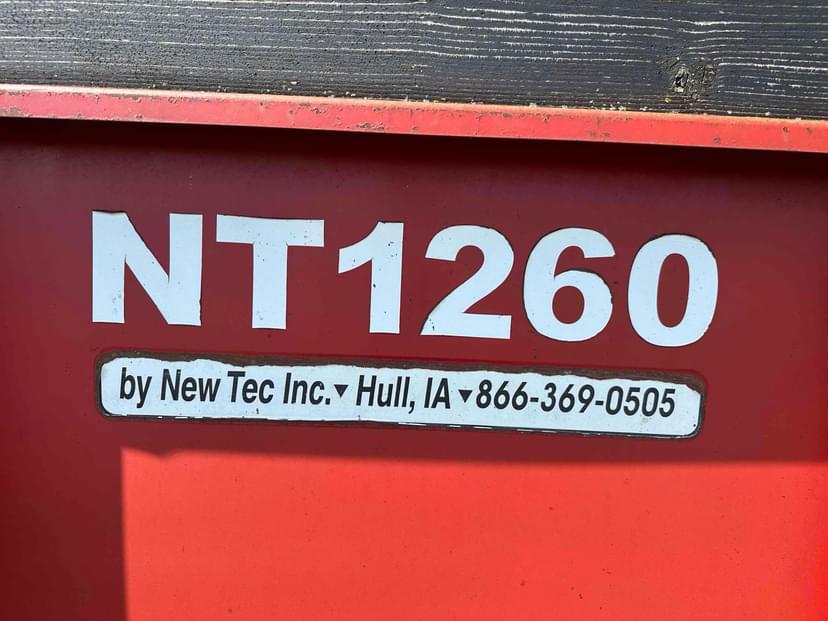 NT1260
by New Tec Inc.▾ Hull, IA ▾866-369-0505